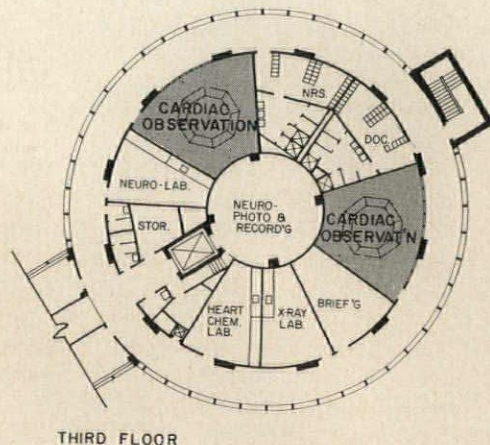 NRS.
CARDIAC
OBSERVATION
DOC.
NEURO-LAB.
NEURO-
PHOTO &
RECORD'G
CARDIAC
OBSERVAT'N
STOR.
HEART
CHEM.
LAB.
X-RAY
LAB.
BRIEF'G
THIRD FLOOR